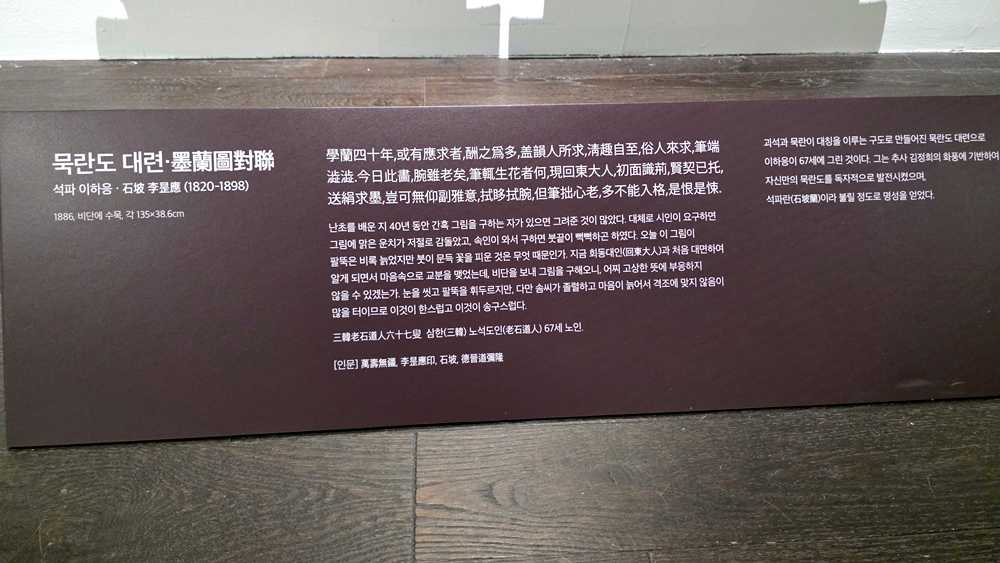 묵란도 대련·墨蘭圖對聯
석파 이하응·石坡 李昰應 (1820–1898)
1886, 비단에 수묵, 각 135×38.6cm
學蘭四十年,或有應求者,酬之爲多,盖韻人所求,淸趣自至,俗人來求,筆端
澁澁,今日此畵,腕雖老矣,筆輒生花者何,現回東大人,初面識荊,賢契已托,
送絹求墨,豈可無仰副雅意,拭眵拭腕,但筆拙心老,多不能入格,是恨是悚.
난초를 배운 지 40년 동안 간혹 그림을 구하는 자가 있으면 그려준 것이 많았다. 대체로 시인이 요구하면
그림에 맑은 운치가 저절로 감돌았고, 속인이 와서 구하면 붓끝이 뻑뻑하곤 하였다. 오늘 이 그림이
팔뚝은 비록 늙었지만 붓이 문득 꽃을 피운 것은 무엇 때문인가. 지금 회동대인(回東大人)과 처음 대면하여
알게 되면서 마음속으로 교분을 맺었는데, 비단을 보내 그림을 구해오니, 어찌 고상한 뜻에 부응하지
않을 수 있겠는가. 눈을 씻고 팔뚝을 휘두르지만, 다만 솜씨가 졸렬하고 마음이 늙어서 격조에 맞지 않음이
많을 터이므로 이것이 한스럽고 이것이 송구스럽다.
三韓老石道人六十七叟 삼한(三韓) 노석도인(老石道人) 67세 노인.
[인문] 萬壽無疆, 李昰應印, 石坡, 德晉道彌隆
괴석과 묵란이 대칭을 이루는 구도로 만들어진 묵란도 대련으로
이하응이 67세에 그린 것이다. 그는 추사 김정희의 화풍에 기반하여
자신만의 묵란도를 독자적으로 발전시켰으며,
석파란(石坡蘭)이라 불릴 정도로 명성을 얻었다.